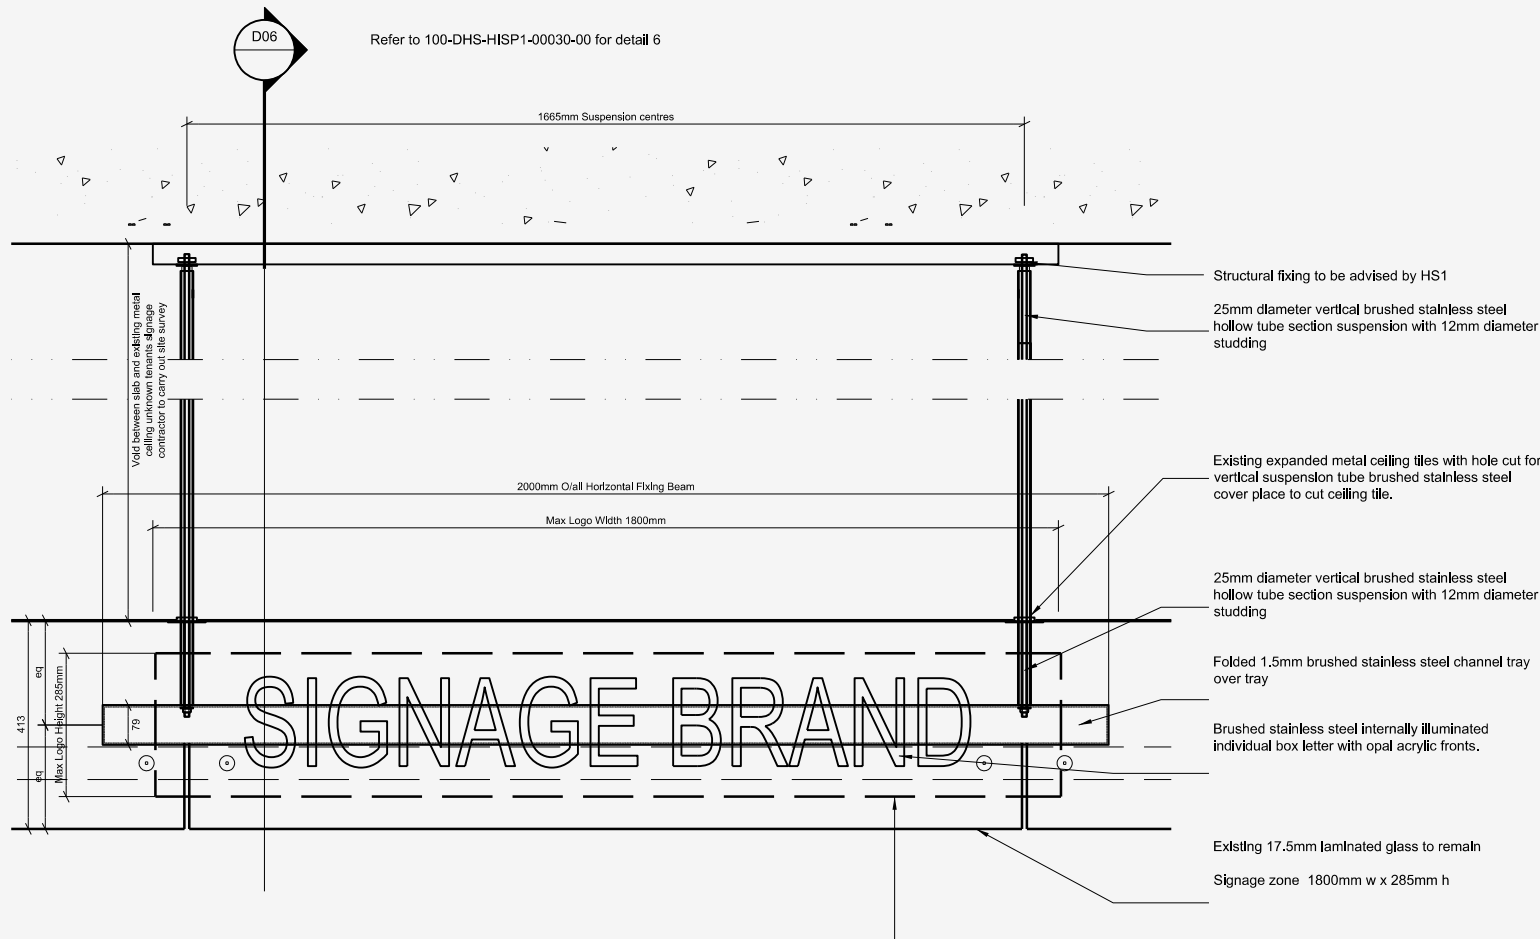 D06
Refer to 100-DHS-HISP1-00030-00 for detail 6
1665mm Suspension centres
Structural fixing to be advised by HS1
25mm diameter vertical brushed stainless steel
hollow tube section suspension with 12mm diameter
studding
Void between slab and existing metal
ceiling unknown tenants signage
contractor to carry out site survey
Existing expanded metal ceiling tiles with hole cut for
vertical suspension tube brushed stainless steel
cover place to cut ceiling tile.
2000mm O/all Horizontal Fixing Beam
Max Logo Width 1800mm
25mm diameter vertical brushed stainless steel
hollow tube section suspension with 12mm diameter
studding
Folded 1.5mm brushed stainless steel channel tray
over tray
413
eq
eq
Max Logo Height 285mm
79
SIGNAGE BRAND
Brushed stainless steel internally illuminated
individual box letter with opal acrylic fronts.
Existing 17.5mm laminated glass to remain
Signage zone 1800mm w x 285mm h